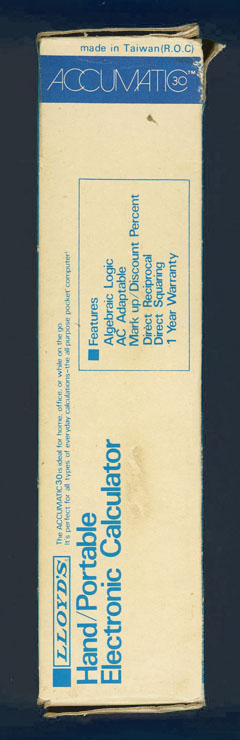 made in Taiwan(R.O.C)
ACCUMATIC 30™
The ACCUMATIC 30 is ideal for home, office, or while on the go.
It's perfect for all types of everyday calculations-the all purpose pocket computer!
LLOYD'S
Hand/Portable
Electronic Calculator
■ Features
Algebraic Logic
AC Adaptable
Mark up/Discount Percent
Direct Reciprocal
Direct Squaring
1 Year Warranty